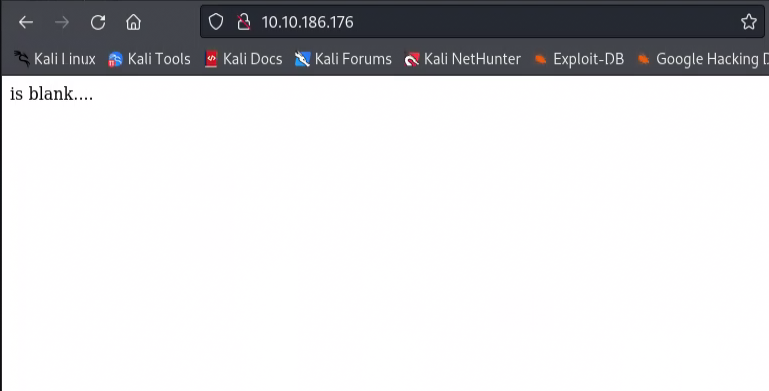 10.10.186.176
Kali Linux Kali Tools Kali Docs Kali Forums Kali NetHunter Exploit-DB Google Hacking D
is blank....